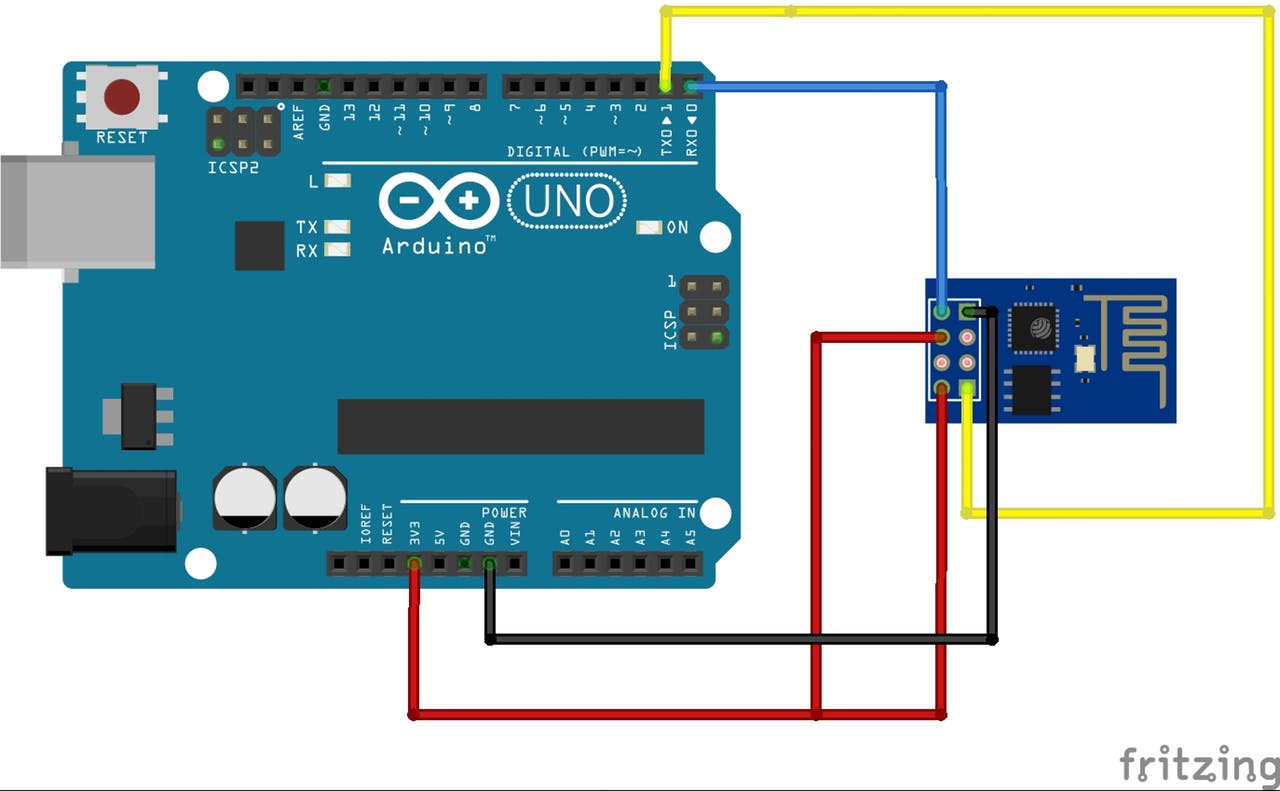 RESET
ICSP2
AREF
GND
13
12
~11
~10
~9
8
7
~6
~5
4
~3
2
TX0 ▶ 1
RX0 ◀ 0
DIGITAL (PWM=~)
L
TX
RX
UNO
Arduino™
ON
1
ICSP
IOREF
RESET
3V3
5V
GND
GND
VIN
POWER
ANALOG IN
A0
A1
A2
A3
A4
A5
fritzing